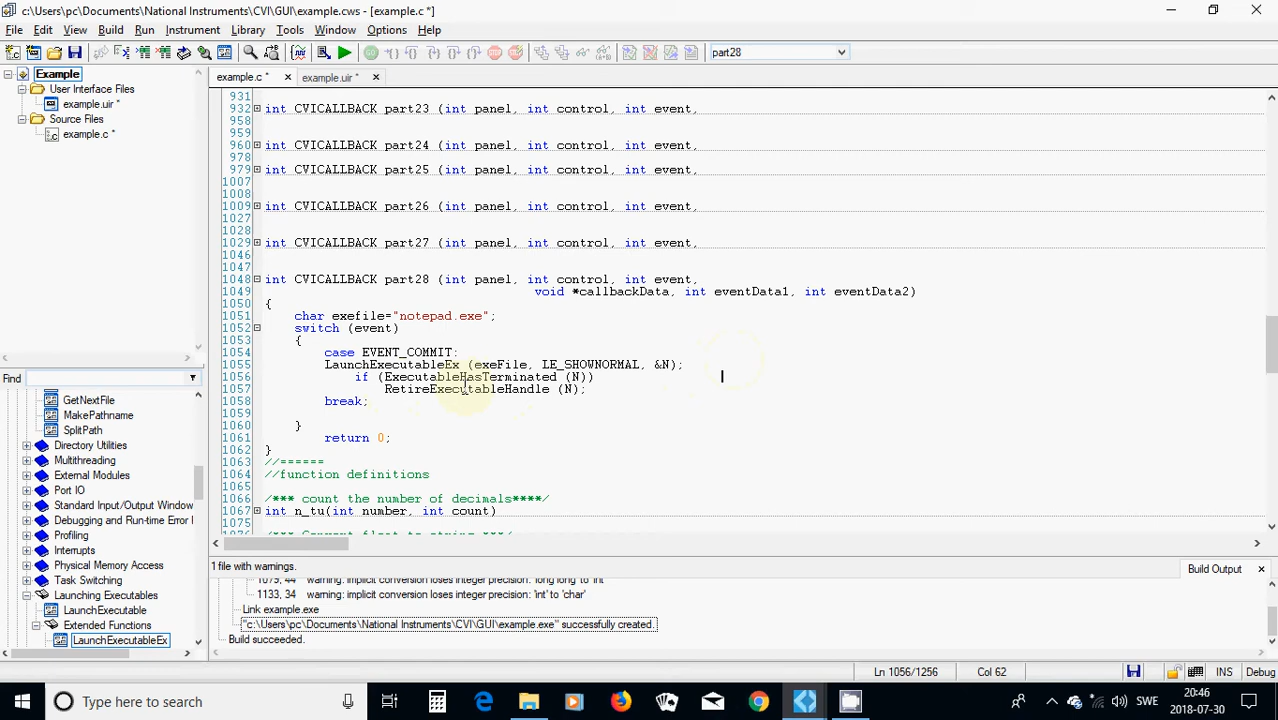 c:\Users\pc\Documents\National Instruments\CVI\GUI\example.cws - [example.c *]
File Edit View Build Run Instrument Library Tools Window Options Help
part28
Example
User Interface Files
example.uir *
Source Files
example.c *
example.c * example.uir *
931
932 int CVICALLBACK part23 (int panel, int control, int event,
958
959
960 int CVICALLBACK part24 (int panel, int control, int event,
978
979 int CVICALLBACK part25 (int panel, int control, int event,
1007
1008
1009 int CVICALLBACK part26 (int panel, int control, int event,
1027
1028
1029 int CVICALLBACK part27 (int panel, int control, int event,
1046
1047
1048 int CVICALLBACK part28 (int panel, int control, int event,
1049 void *callbackData, int eventData1, int eventData2)
1050 {
1051 char exefile="notepad.exe";
1052 switch (event)
1053 {
1054 case EVENT_COMMIT:
1055 LaunchExecutableEx (exeFile, LE_SHOWNORMAL, &N);
1056 if (ExecutableHasTerminated (N))
1057 RetireExecutableHandle (N);
1058 break;
1059
1060 }
1061 return 0;
1062 }
1063 //======
1064 //function definitions
1065
1066 /*** count the number of decimals****/
1067 int n_tu(int number, int count)
1075
Find
GetNextFile
MakePathname
SplitPath
Directory Utilities
Multithreading
External Modules
Port IO
Standard Input/Output Window
Debugging and Run-time Error
Profiling
Interrupts
Physical Memory Access
Task Switching
Launching Executables
LaunchExecutable
Extended Functions
LaunchExecutableEx
1 file with warnings.
Build Output
1079, 44 warning: implicit conversion loses integer precision: 'long long' to 'int'
1133, 34 warning: implicit conversion loses integer precision: 'int' to 'char'
Link example.exe
"c:\Users\pc\Documents\National Instruments\CVI\GUI\example.exe" successfully created.
Build succeeded.
Ln 1056/1256 Col 62 INS Debug
Type here to search
SWE
20:46
2018-07-30